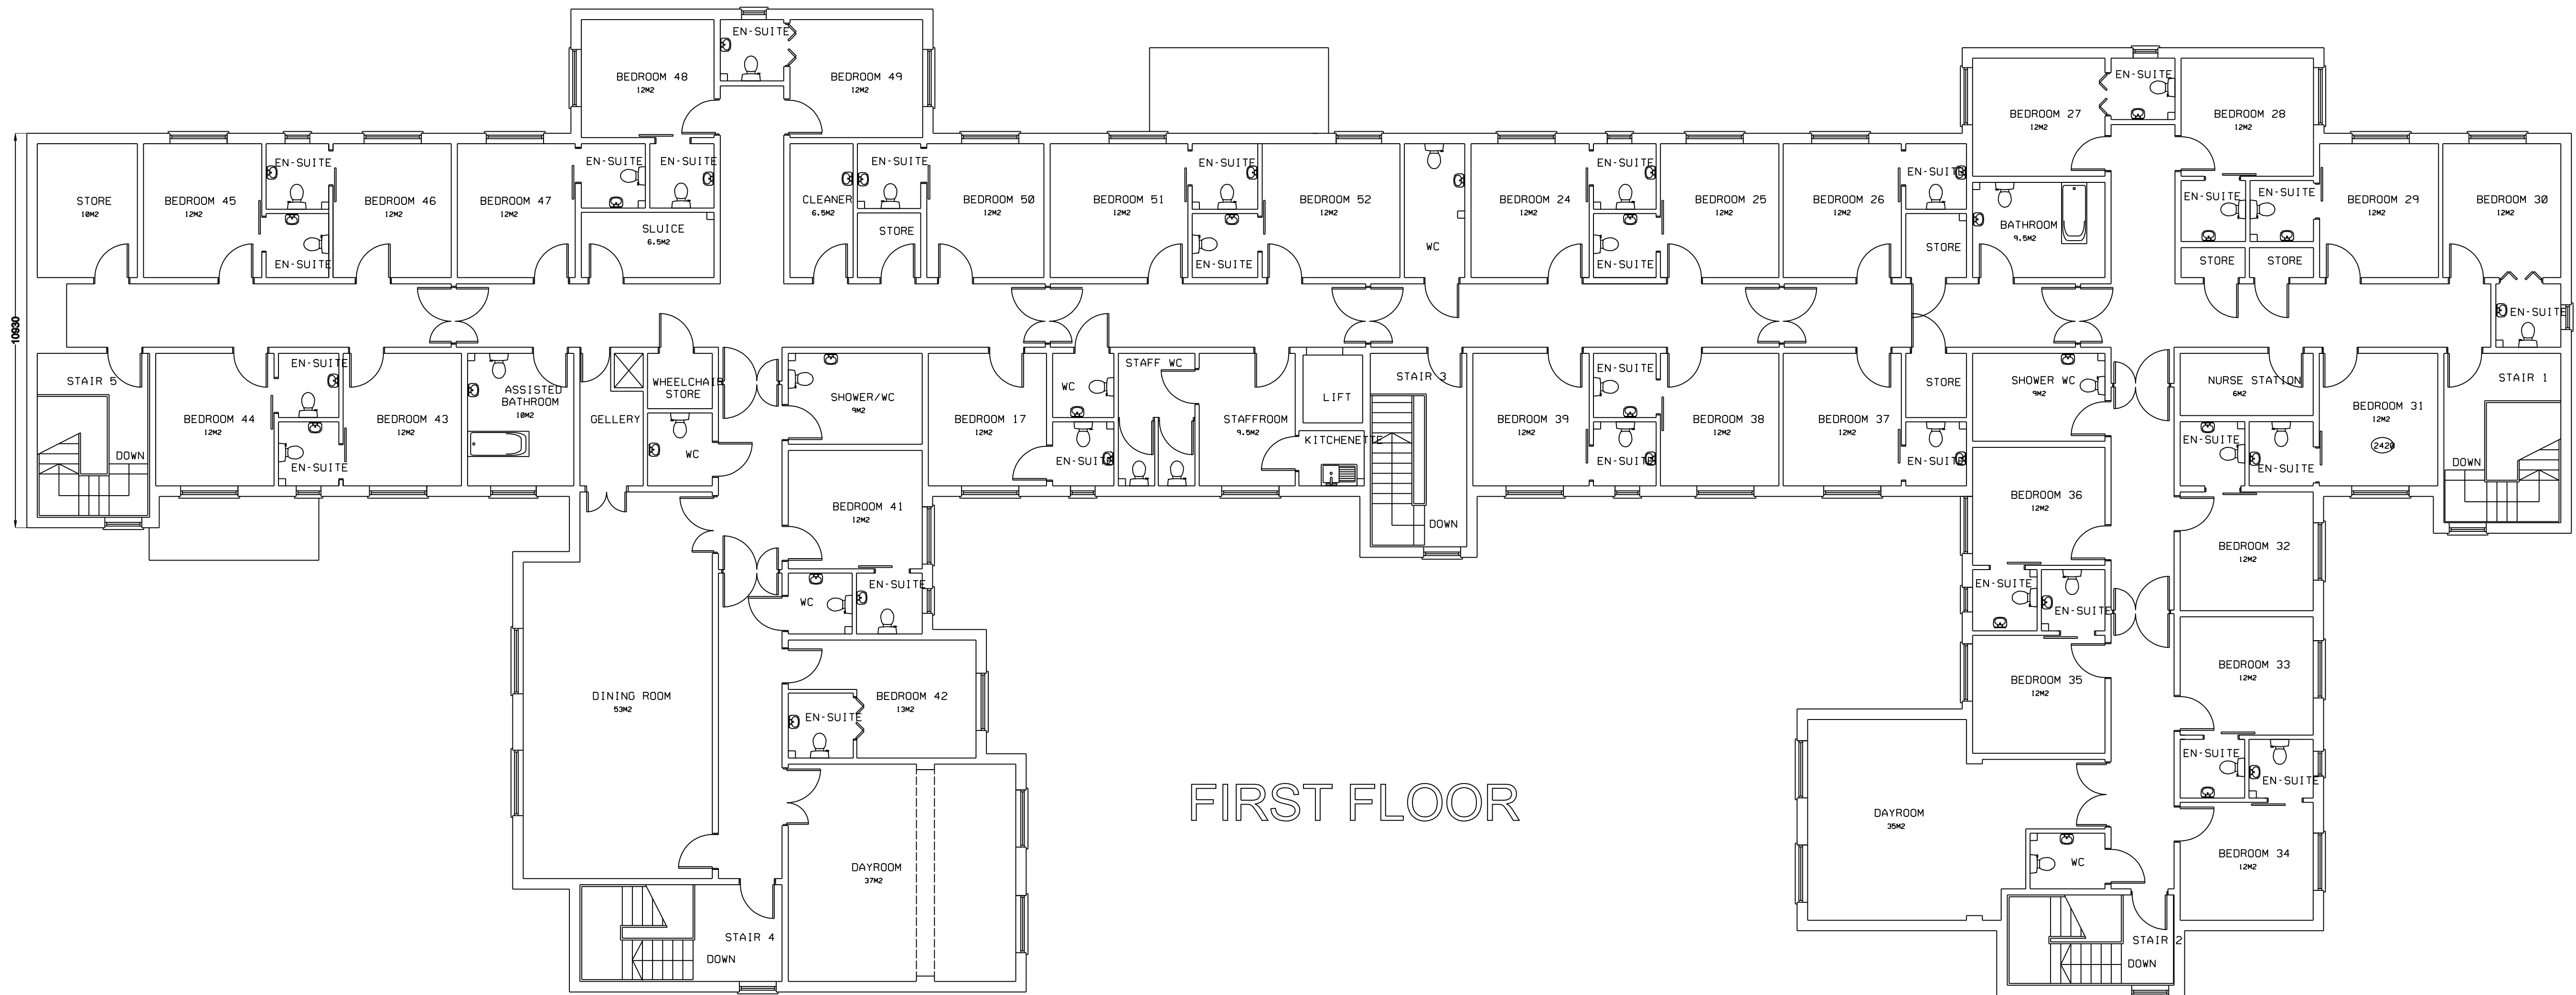 EN-SUITE
BEDROOM 48
12M2
BEDROOM 49
12M2
EN-SUITE
BEDROOM 27
12M2
BEDROOM 28
12M2
STORE
10M2
BEDROOM 45
12M2
EN-SUITE
EN-SUITE
BEDROOM 46
12M2
BEDROOM 47
12M2
EN-SUITE
EN-SUITE
SLUICE
6.5M2
CLEANER
6.5M2
EN-SUITE
STORE
BEDROOM 50
12M2
BEDROOM 51
12M2
EN-SUITE
EN-SUITE
BEDROOM 52
12M2
WC
BEDROOM 24
12M2
EN-SUITE
EN-SUITE
BEDROOM 25
12M2
BEDROOM 26
12M2
EN-SUITE
STORE
BATHROOM
9.5M2
EN-SUITE
EN-SUITE
STORE
STORE
BEDROOM 29
12M2
BEDROOM 30
12M2
EN-SUITE
10930
STAIR 5
DOWN
BEDROOM 44
12M2
EN-SUITE
EN-SUITE
BEDROOM 43
12M2
ASSISTED
BATHROOM
10M2
GELLERY
WHEELCHAIR
STORE
WC
SHOWER/WC
9M2
BEDROOM 17
12M2
WC
EN-SUITE
STAFF WC
STAFFROOM
9.5M2
LIFT
KITCHENETTE
STAIR 3
DOWN
BEDROOM 39
12M2
EN-SUITE
EN-SUITE
BEDROOM 38
12M2
BEDROOM 37
12M2
STORE
EN-SUITE
SHOWER WC
9M2
NURSE STATION
6M2
EN-SUITE
EN-SUITE
BEDROOM 31
12M2
2420
STAIR 1
DOWN
BEDROOM 41
12M2
WC
EN-SUITE
BEDROOM 36
12M2
EN-SUITE
EN-SUITE
BEDROOM 32
12M2
DINING ROOM
53M2
BEDROOM 42
13M2
EN-SUITE
BEDROOM 35
12M2
BEDROOM 33
12M2
EN-SUITE
EN-SUITE
FIRST FLOOR
DAYROOM
37M2
DAYROOM
35M2
WC
BEDROOM 34
12M2
STAIR 4
DOWN
STAIR 2
DOWN